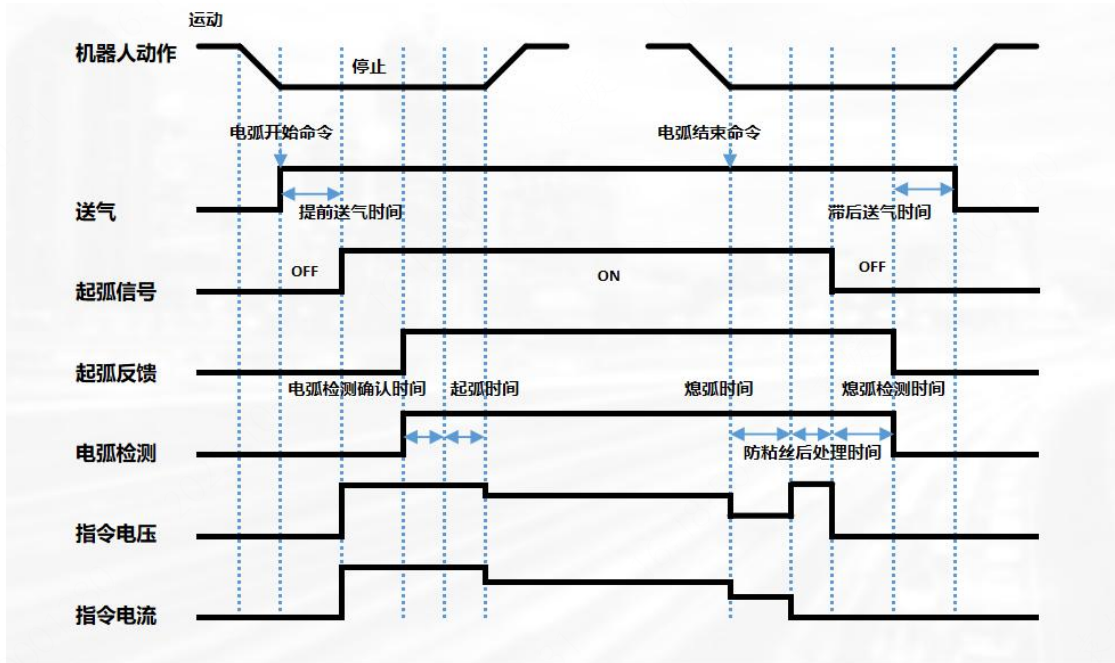 运动
机器人动作
停止
电弧开始命令
电弧结束命令
送气
提前送气时间
滞后送气时间
起弧信号
OFF
ON
OFF
起弧反馈
电弧检测确认时间
起弧时间
熄弧时间
熄弧检测时间
电弧检测
防粘丝后处理时间
指令电压
指令电流